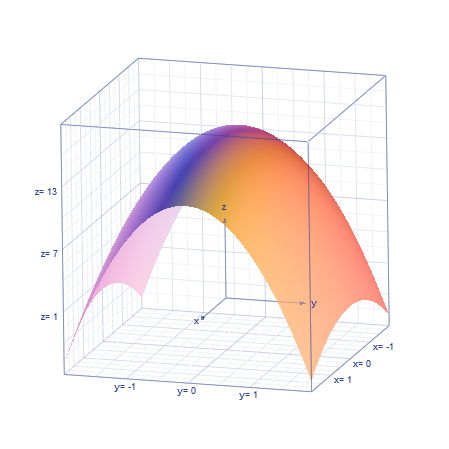 z= 13
z
z= 7
y
z= 1
x
x= -1
x= 0
x= 1
y= -1
y= 0
y= 1